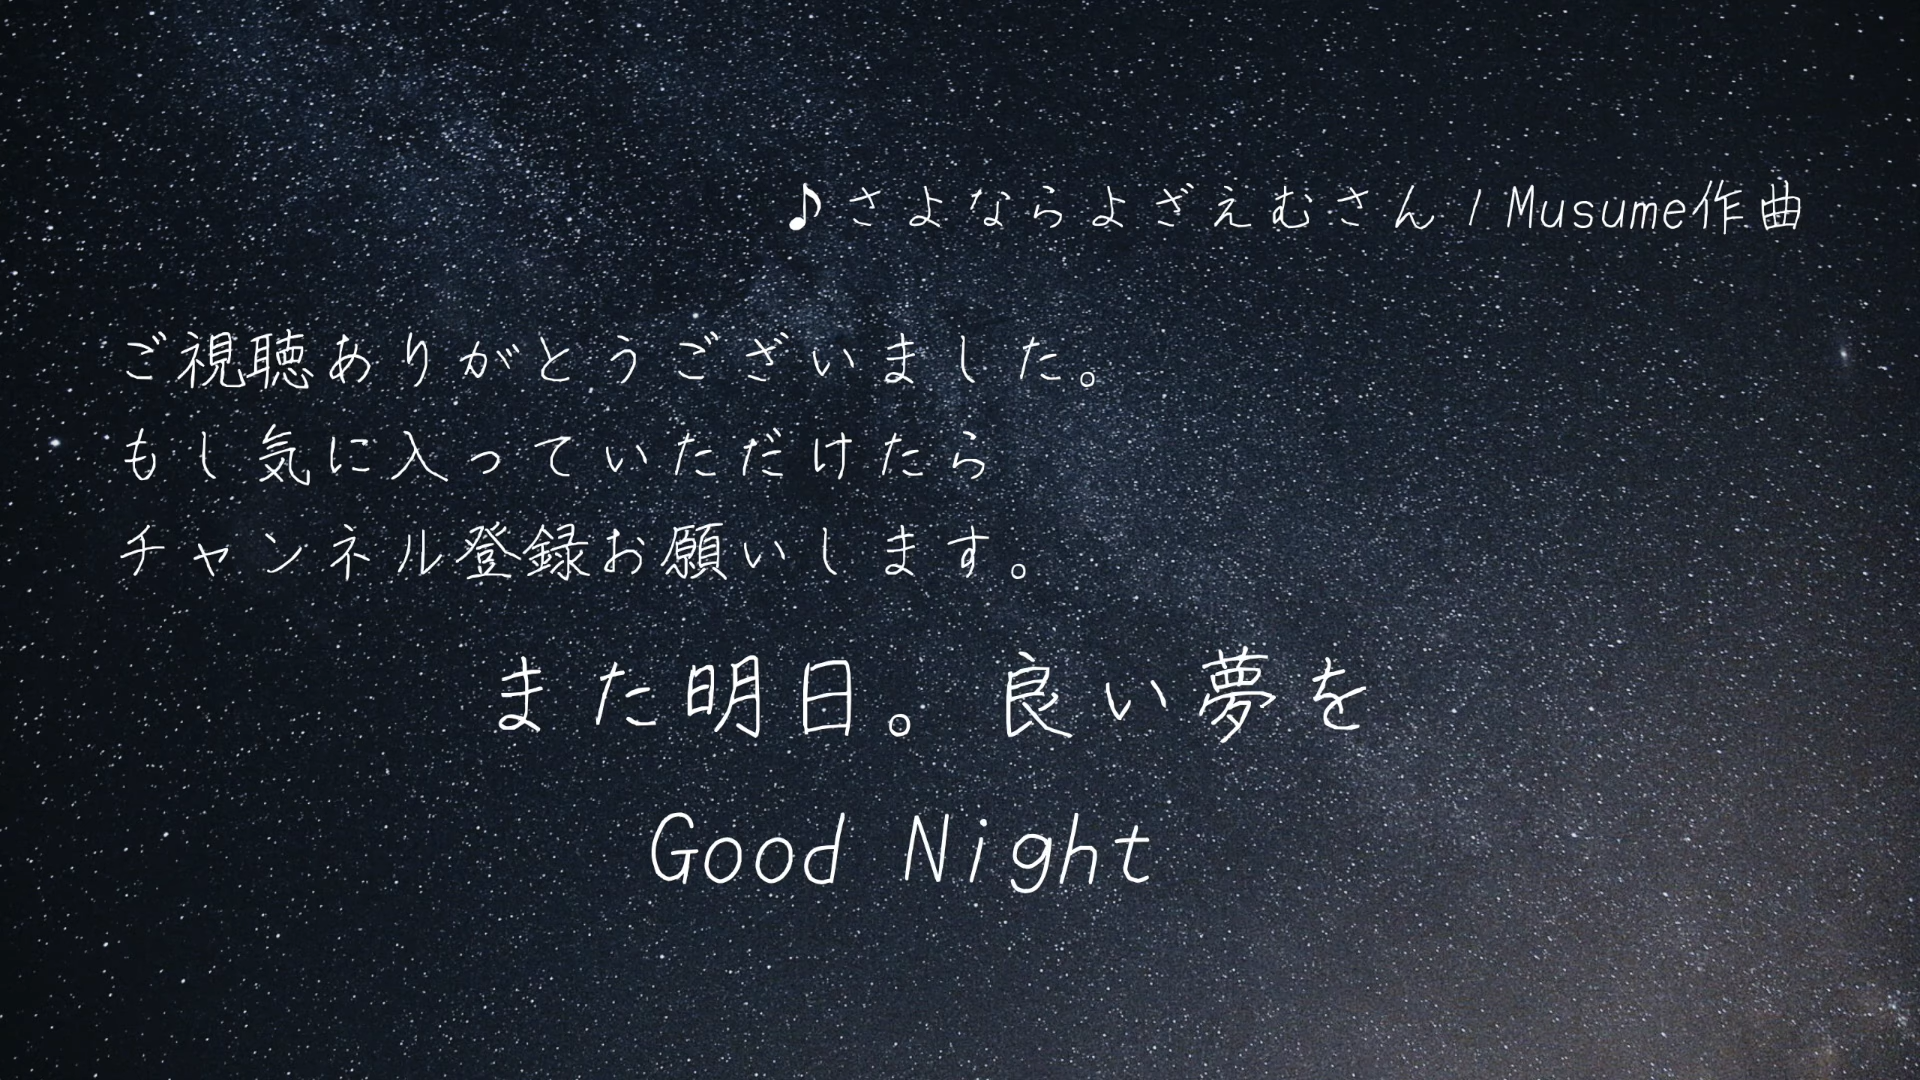 ♪さよならよざえむさん / Musume作曲
ご視聴ありがとうございました。
もし気に入っていただけたら
チャンネル登録お願いします。
また明日。良い夢を
Good Night